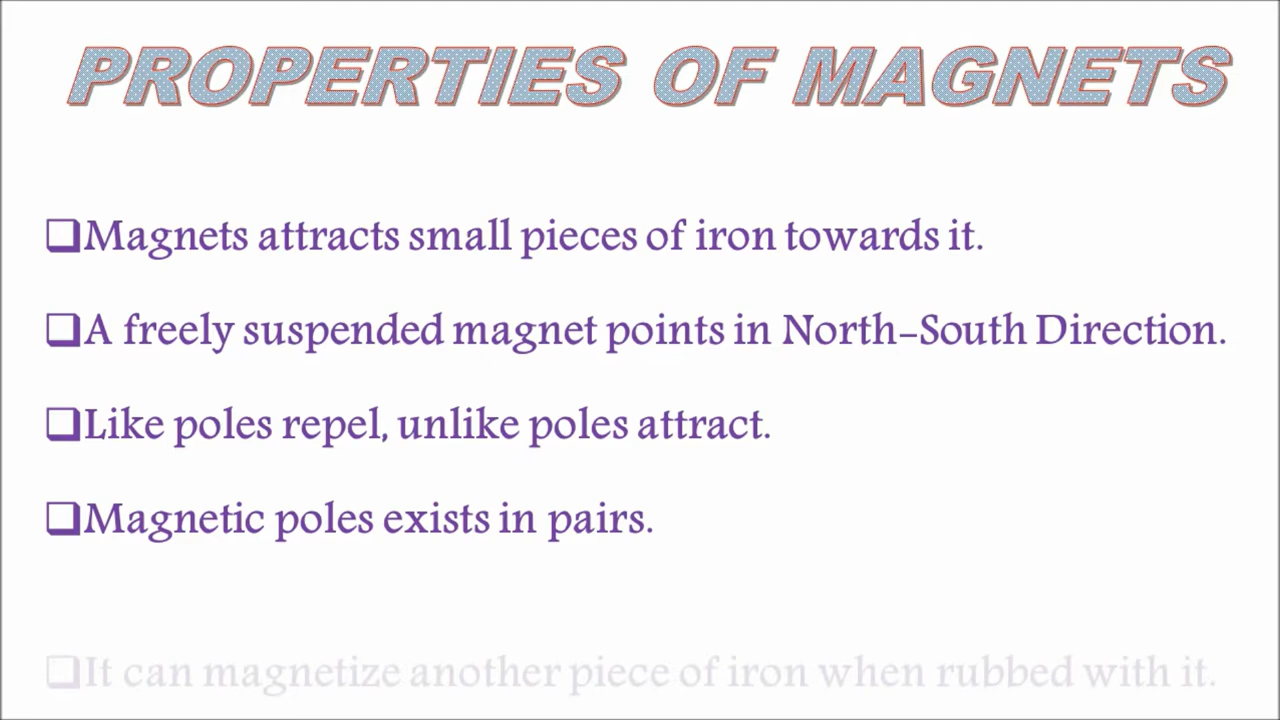 PROPERTIES OF MAGNETS
❑Magnets attracts small pieces of iron towards it.
❑A freely suspended magnet points in North-South Direction.
❑Like poles repel, unlike poles attract.
❑Magnetic poles exists in pairs.
❑It can magnetize another piece of iron when rubbed with it.